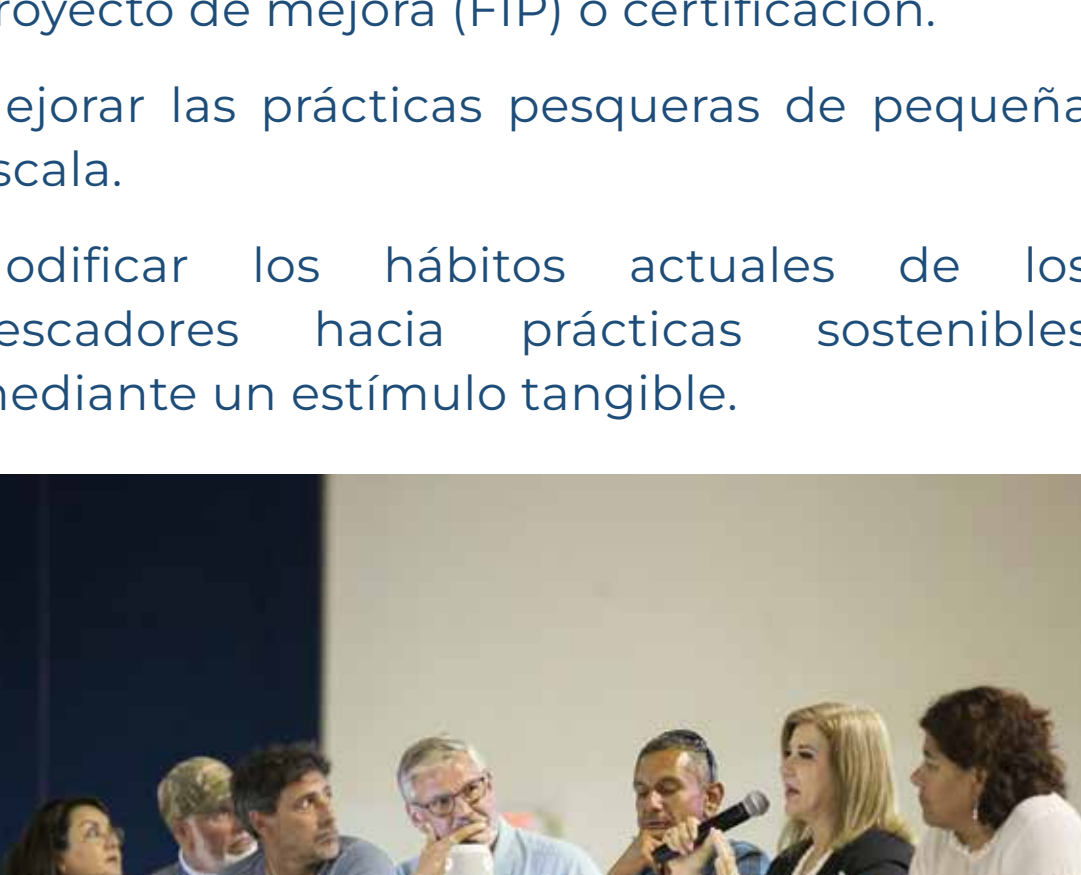 royecto de mejora (FIP) o certificación.
ejorar las prácticas pesqueras de pequeña
scala.
odificar los hábitos actuales de los
escadores hacia prácticas sostenibles
mediante un estímulo tangible.